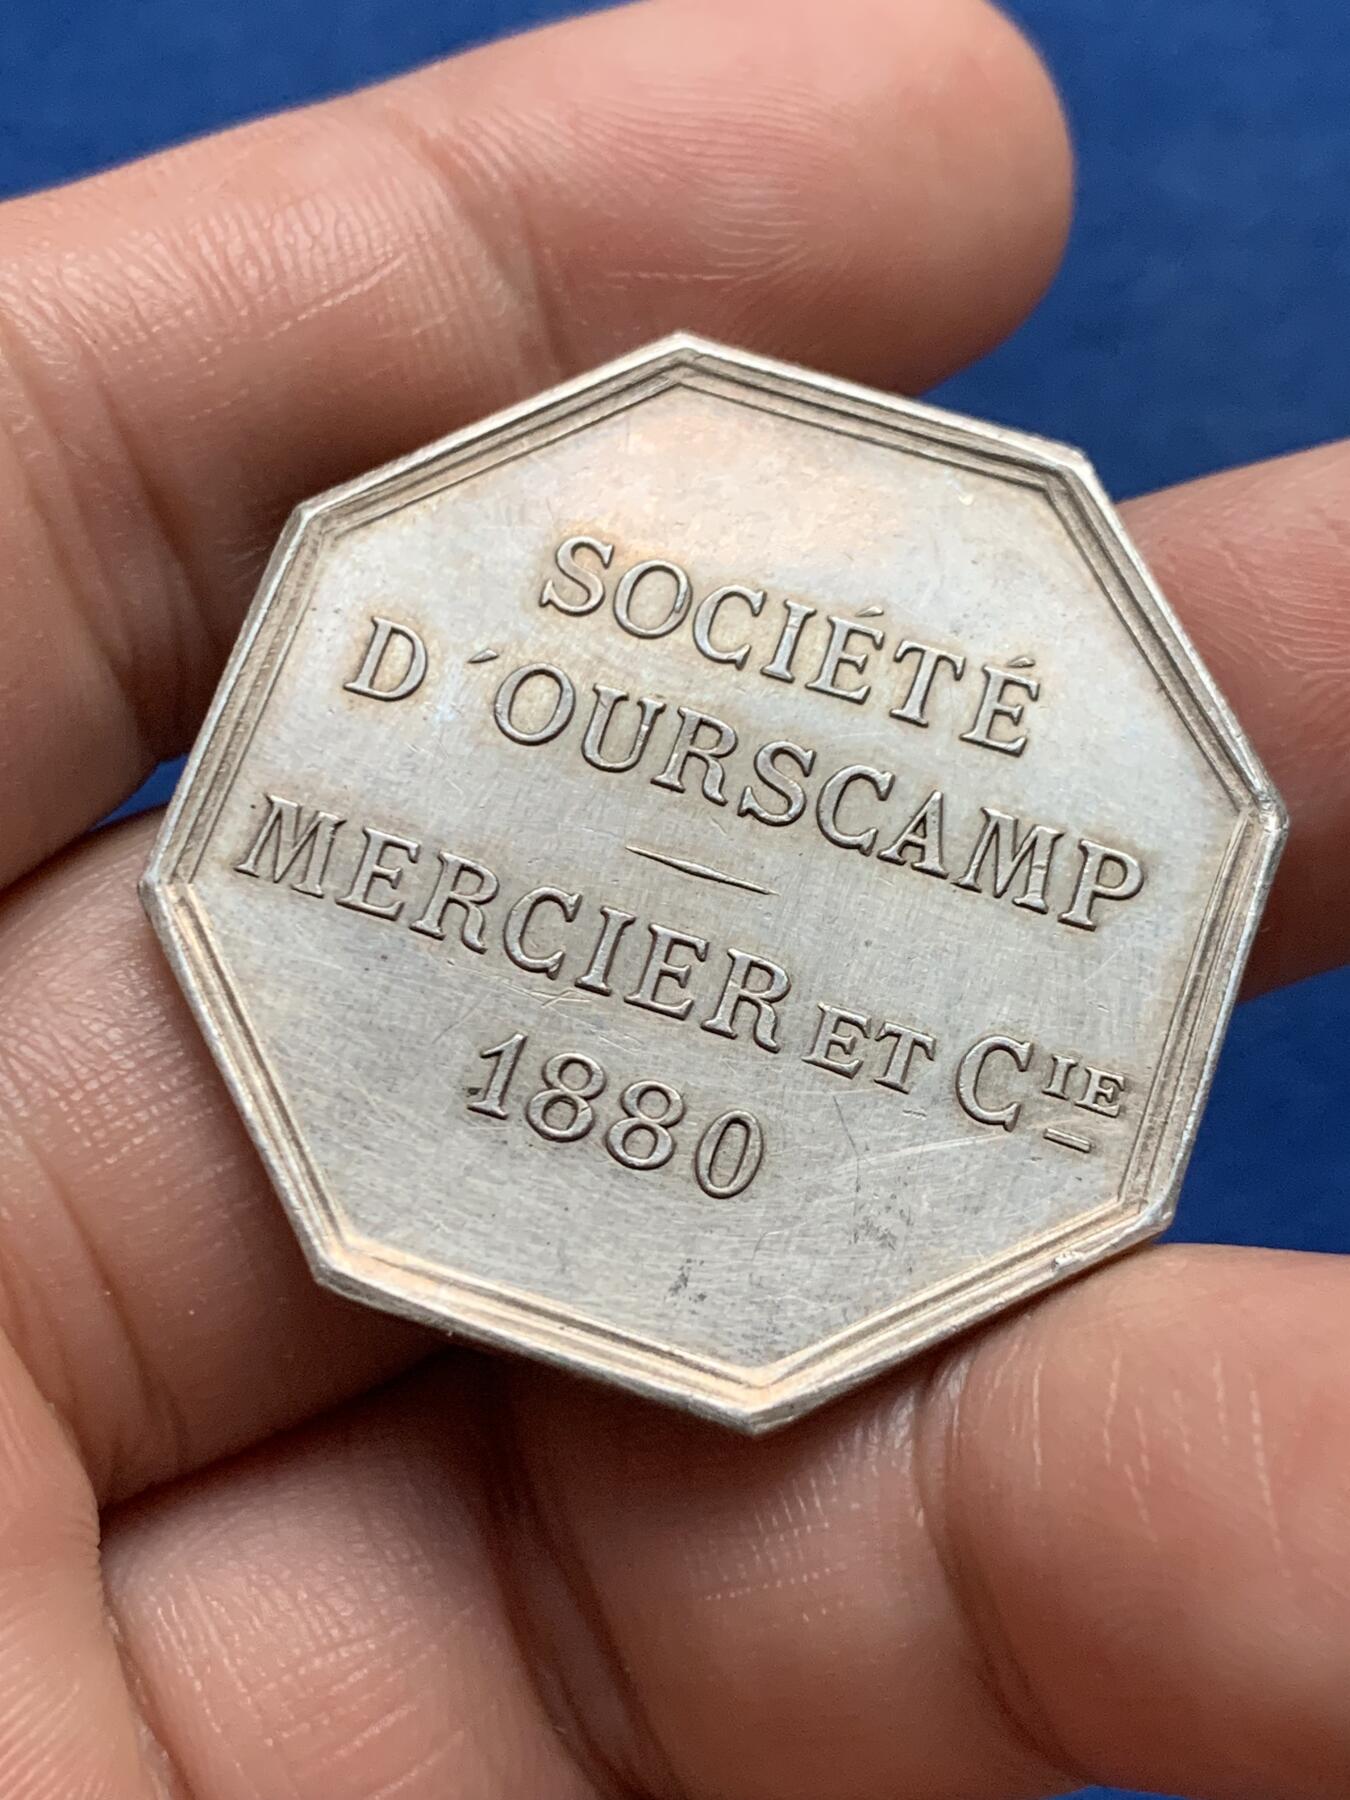 SOCIÉTÉ
D'OURSCAMP
MERCIER ET CIE
1880